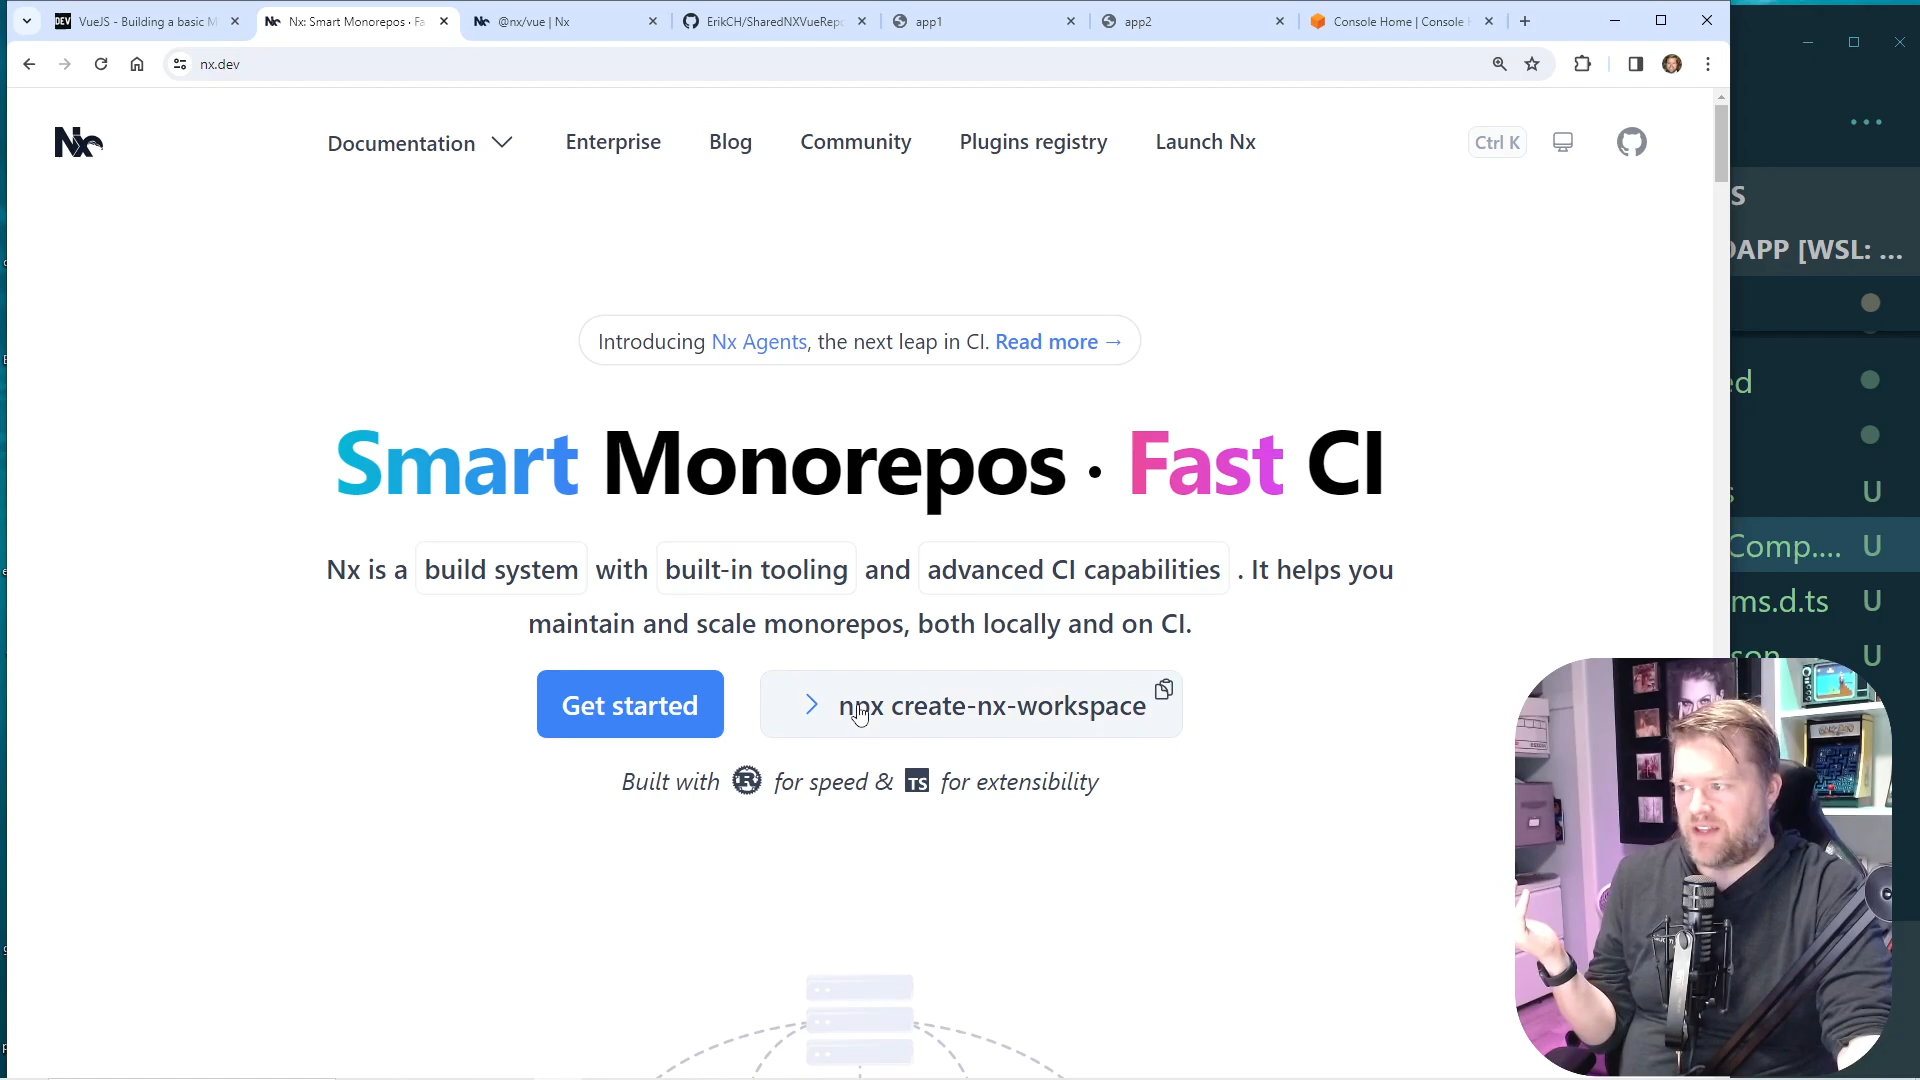 VueJS - Building a basic M
Nx: Smart Monorepos · Fa
@nx/vue | Nx
ErikCH/SharedNXVueRepo
app1
app2
Console Home | Console H
nx.dev
Nx
Documentation
Enterprise
Blog
Community
Plugins registry
Launch Nx
Ctrl K
Introducing Nx Agents, the next leap in CI. Read more →
Smart Monorepos · Fast CI
Nx is a build system with built-in tooling and advanced CI capabilities . It helps you
maintain and scale monorepos, both locally and on CI.
Get started
npx create-nx-workspace
Built with for speed & TS for extensibility
S
DAPP [WSL: ...
ed
s U
Comp.... U
ms.d.ts U
son U